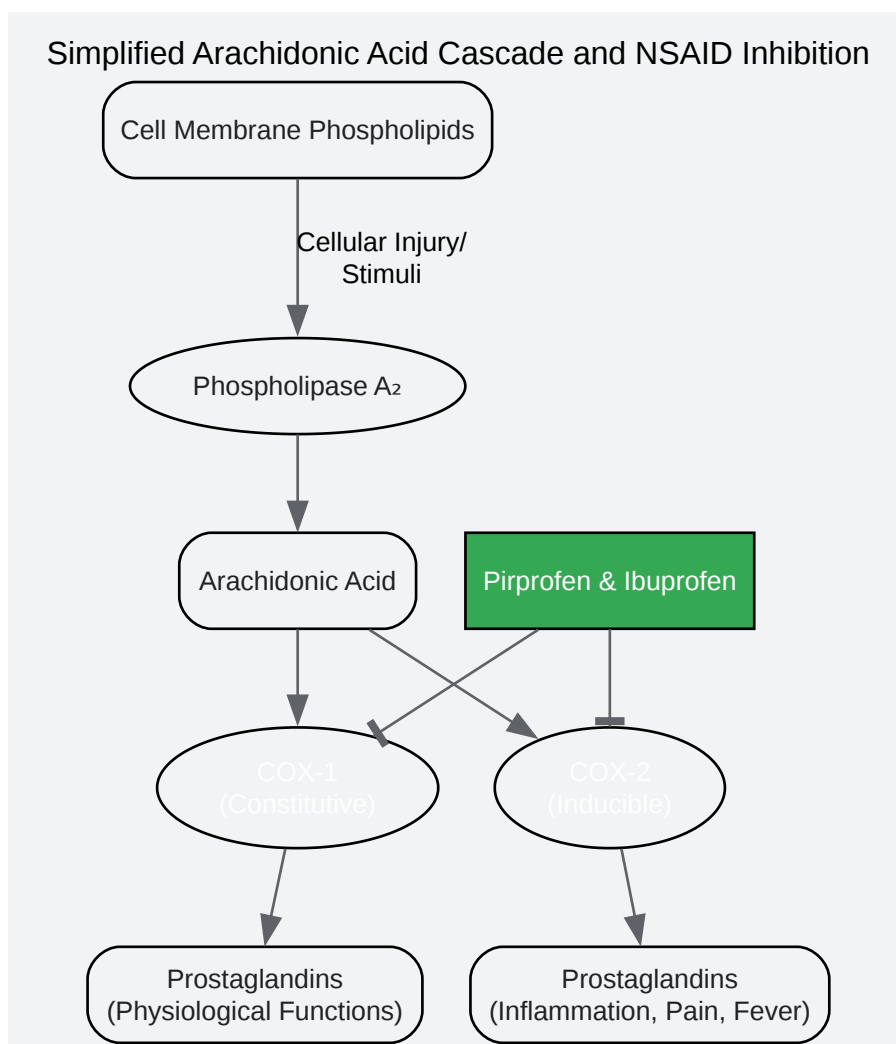 Simplified Arachidonic Acid Cascade and NSAID Inhibition
Cell Membrane Phospholipids
Cellular Injury/
Stimuli
Phospholipase A₂
Arachidonic Acid
Pirprofen & Ibuprofen
COX-1
(Constitutive)
COX-2
(Inducible)
Prostaglandins
(Physiological Functions)
Prostaglandins
(Inflammation, Pain, Fever)